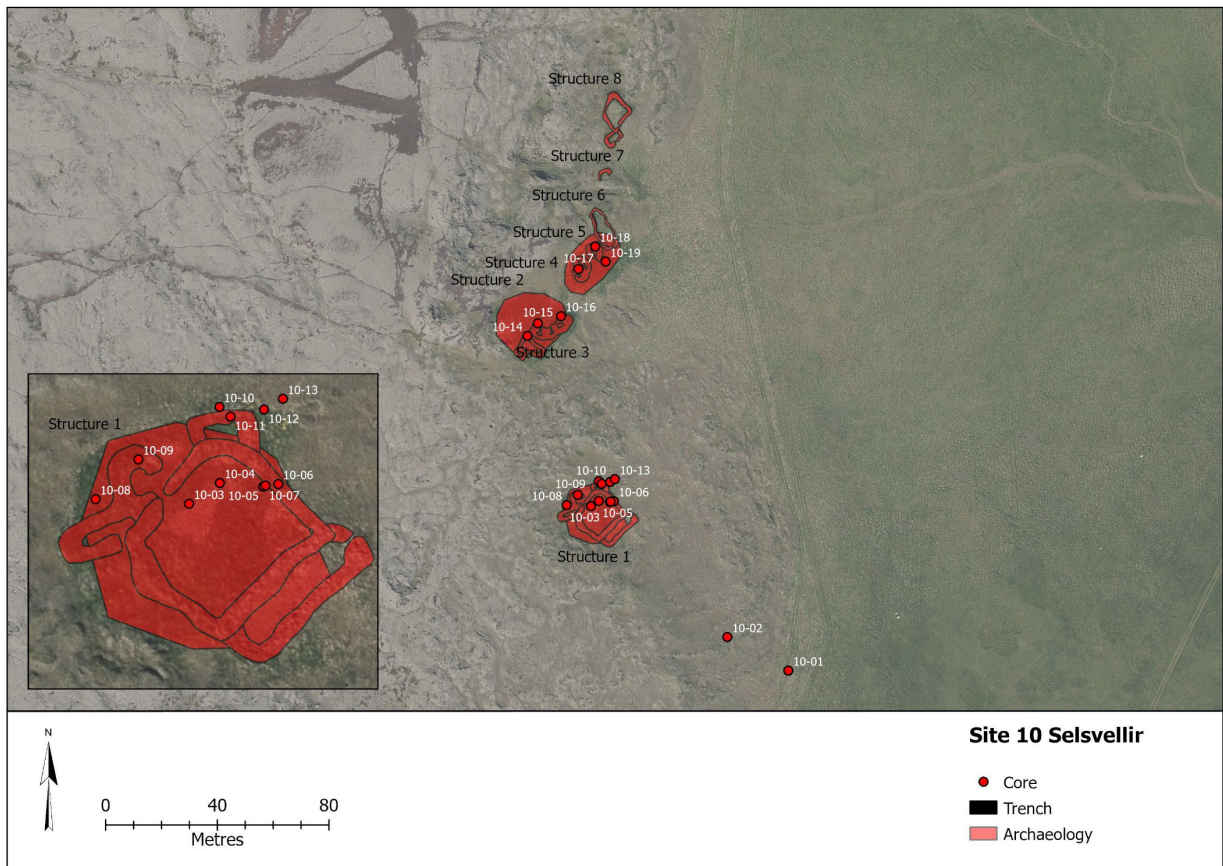 Structure 8
Structure 7
Structure 6
Structure 5
10-18
10-19
Structure 4
10-17
Structure 2
10-16
10-15
10-14
Structure 3
10-10
10-13
10-09
10-08
10-06
10-03
10-05
Structure 1
10-02
10-01
Structure 1
10-13
10-10
10-12
10-11
10-09
10-04
10-06
10-08
10-03
10-05
10-07
N
0 40 80
Metres
Site 10 Selsvellir
Core
Trench
Archaeology